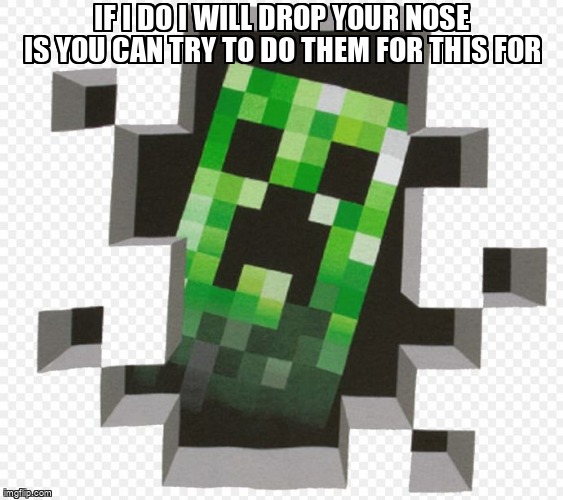 IF I DO I WILL DROP YOUR NOSE
IS YOU CAN TRY TO DO THEM FOR THIS FOR
imgflip.com